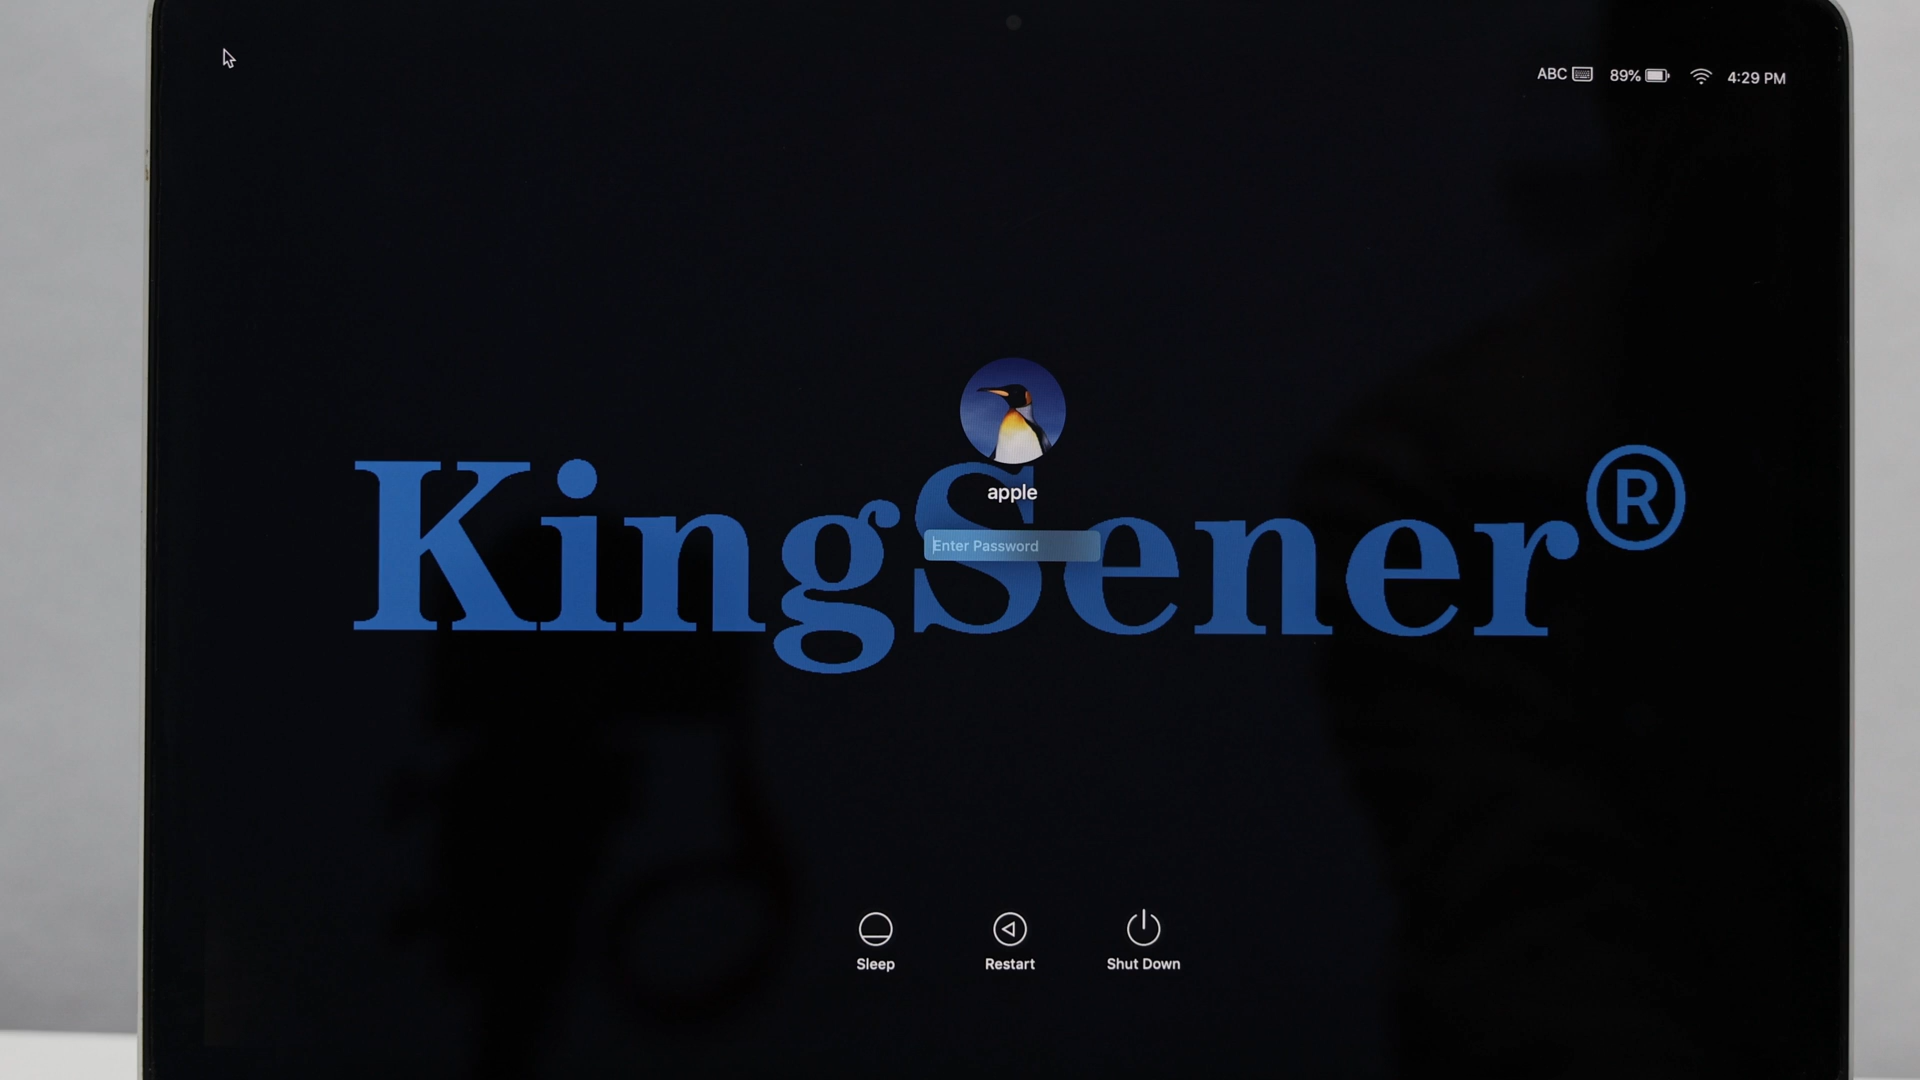 ABC 89% 4:29 PM
KingSener®
apple
Enter Password
Sleep Restart Shut Down